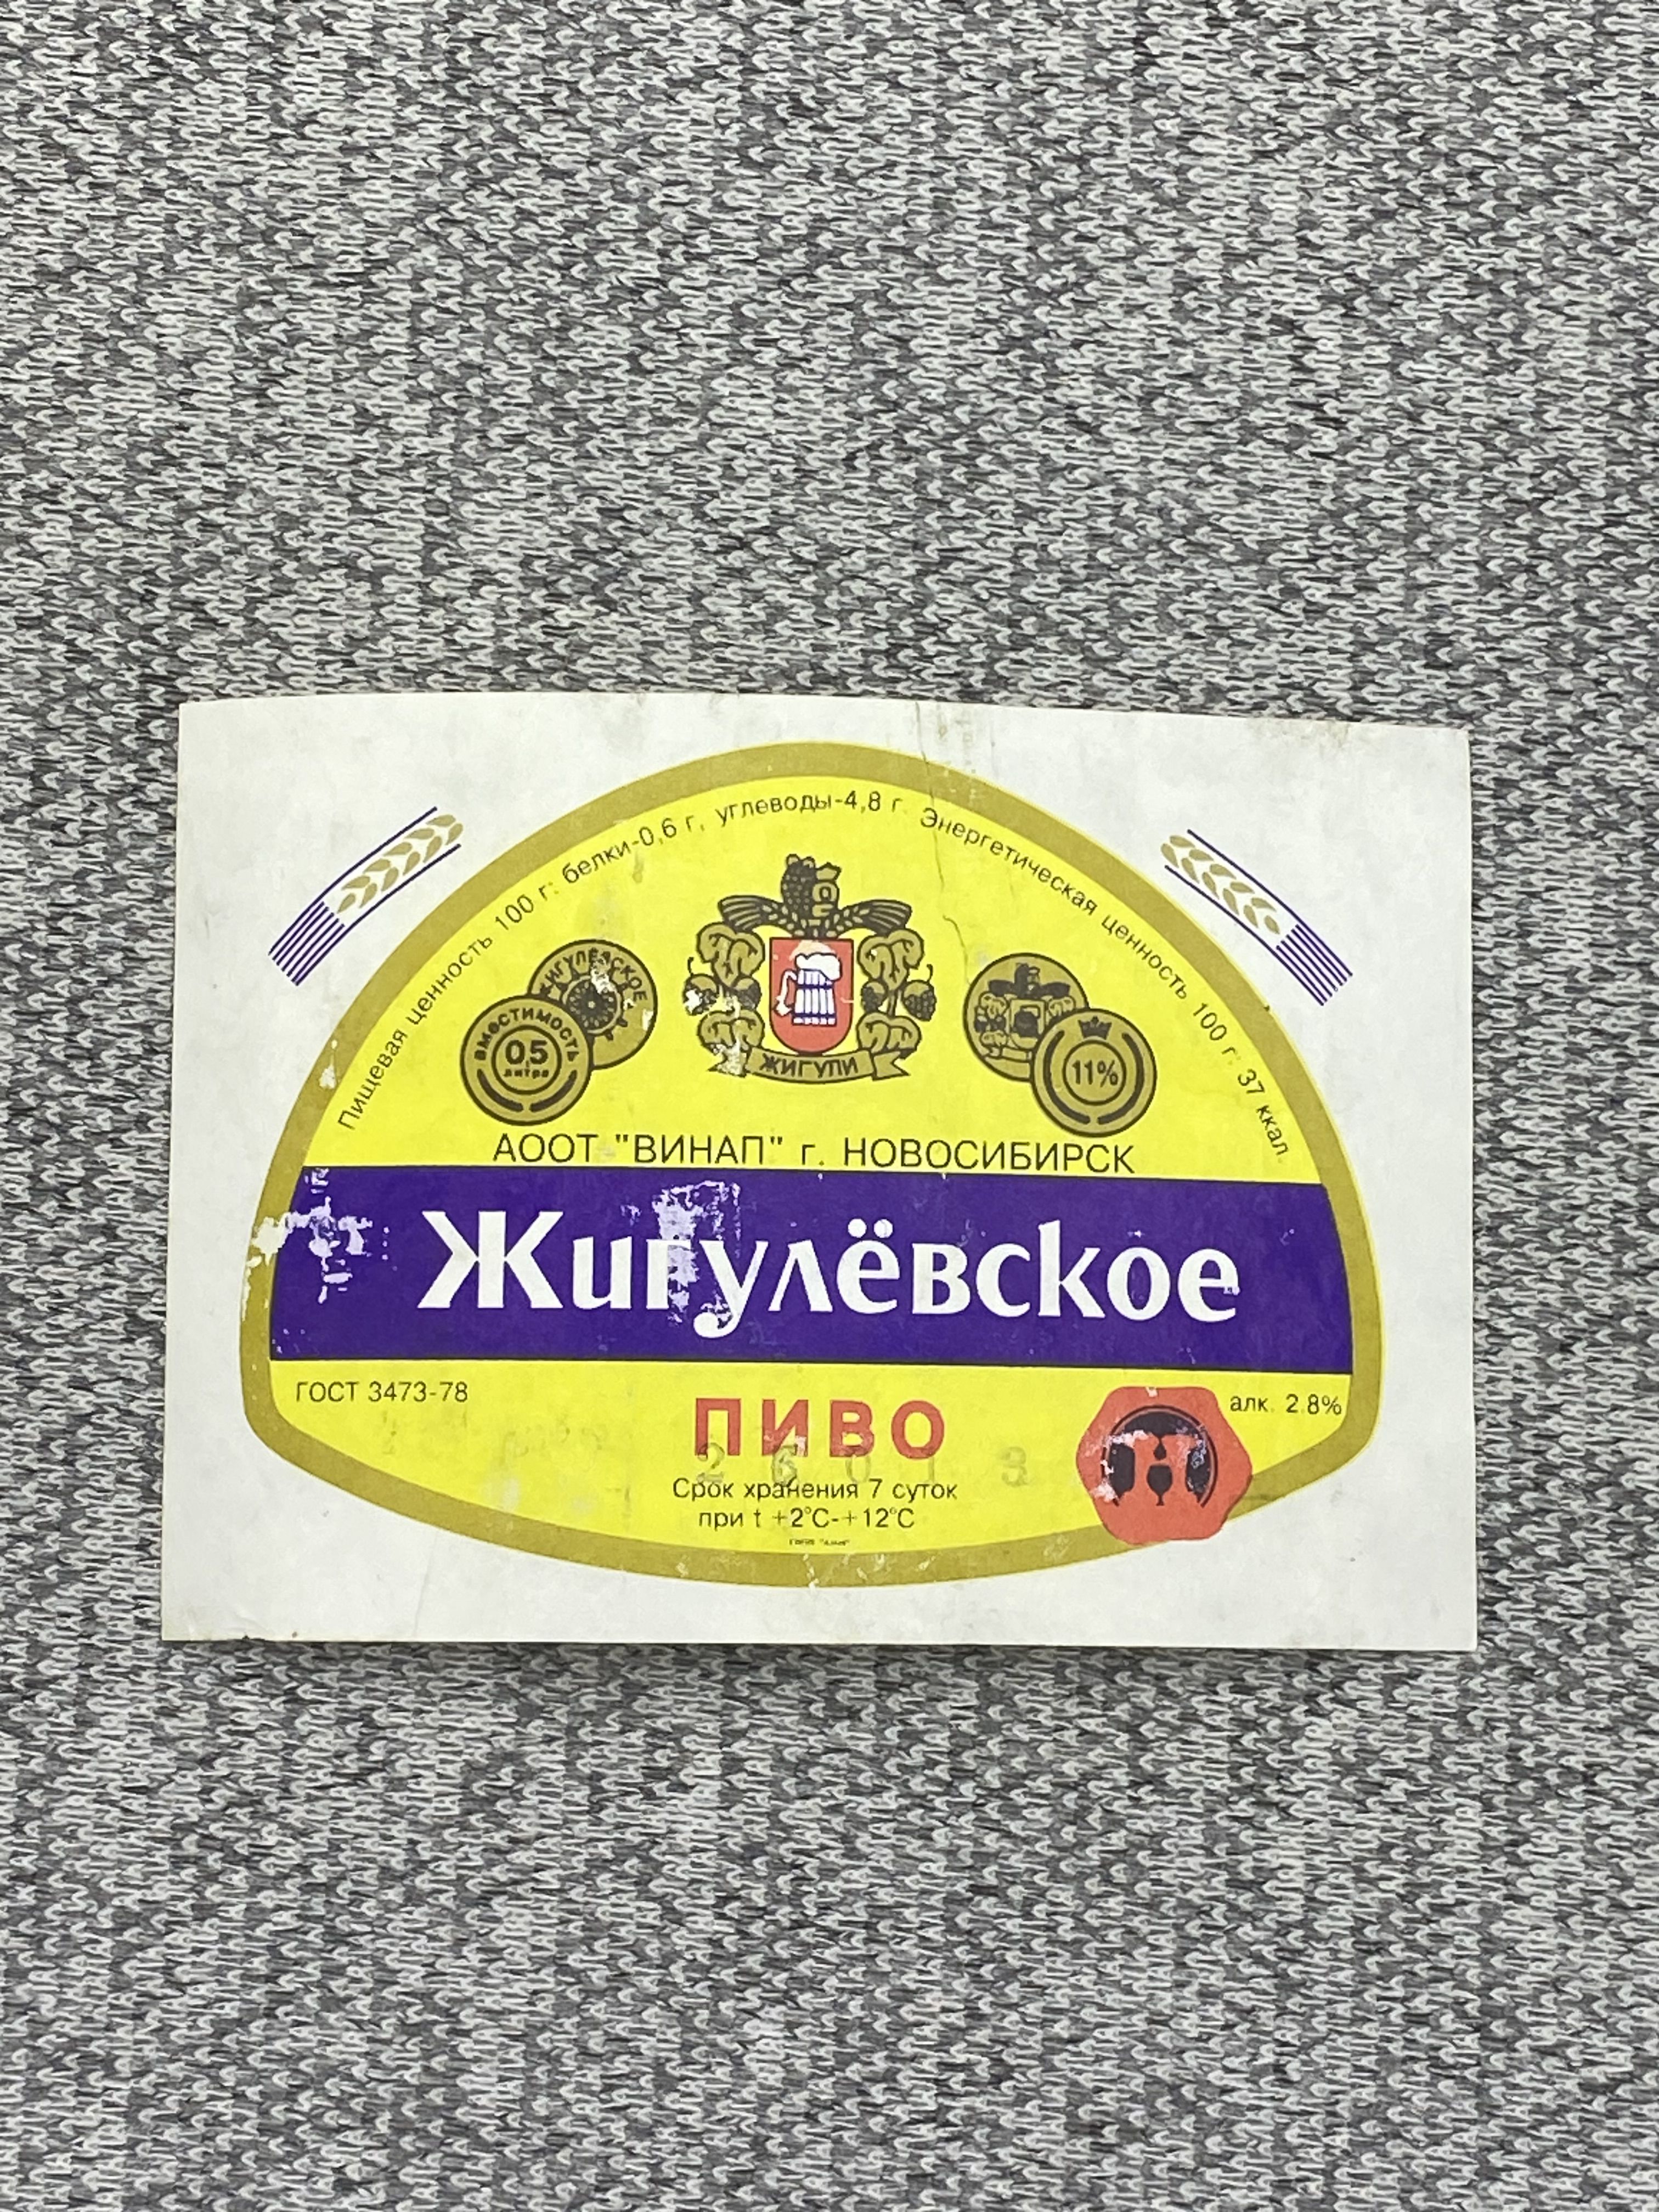 Пищевая ценность 100 г: белки-0,6 г, углеводы-4,8 г. Энергетическая ценность 100 г: 37 ккал.
ЖИГУЛЁВСКОЕ
ВМЕСТИМОСТЬ
0,5
литра
ЖИГУЛИ
11%
АООТ "ВИНАП" г. НОВОСИБИРСК
Жигулёвское
ГОСТ 3473-78
ПИВО
алк. 2.8%
Срок хранения 7 суток
при t +2°С-+12°С